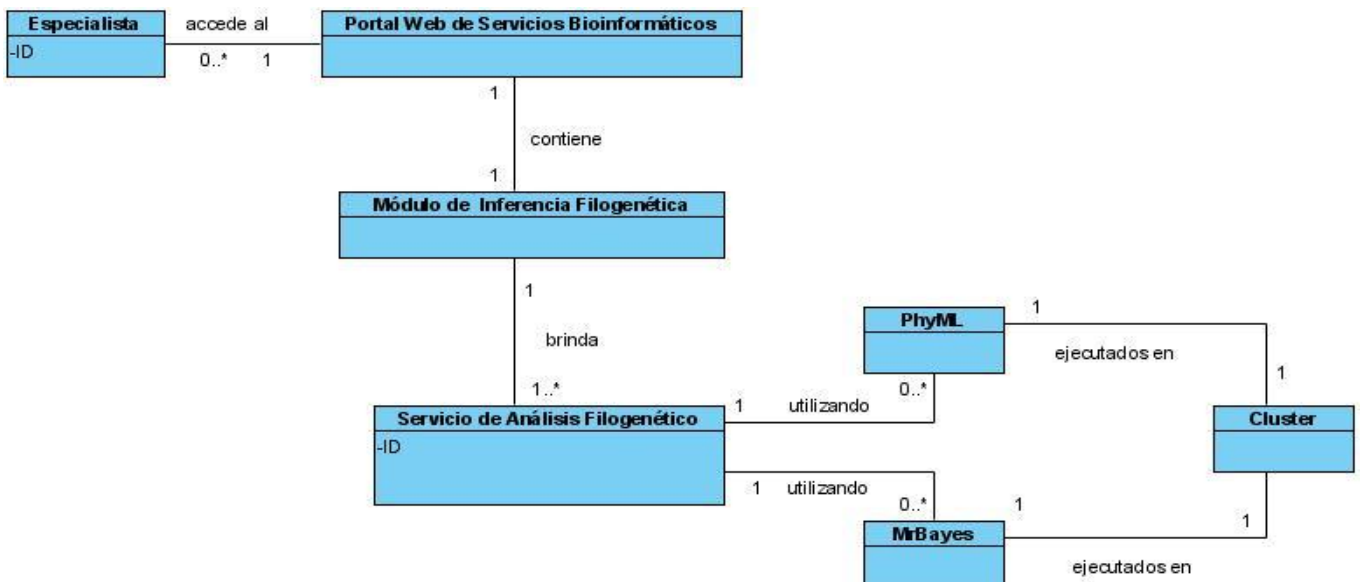 Especialista
-ID
accede al
0..* 1
Portal Web de Servicios Bioinformáticos
1
contiene
1
Módulo de Inferencia Filogenética
1
brinda
1..*
Servicio de Análisis Filogenético
-ID
1 utilizando
0..*
PhyML
1
ejecutados en
1
Cluster
1 utilizando
0..*
MrBayes
1
ejecutados en
1